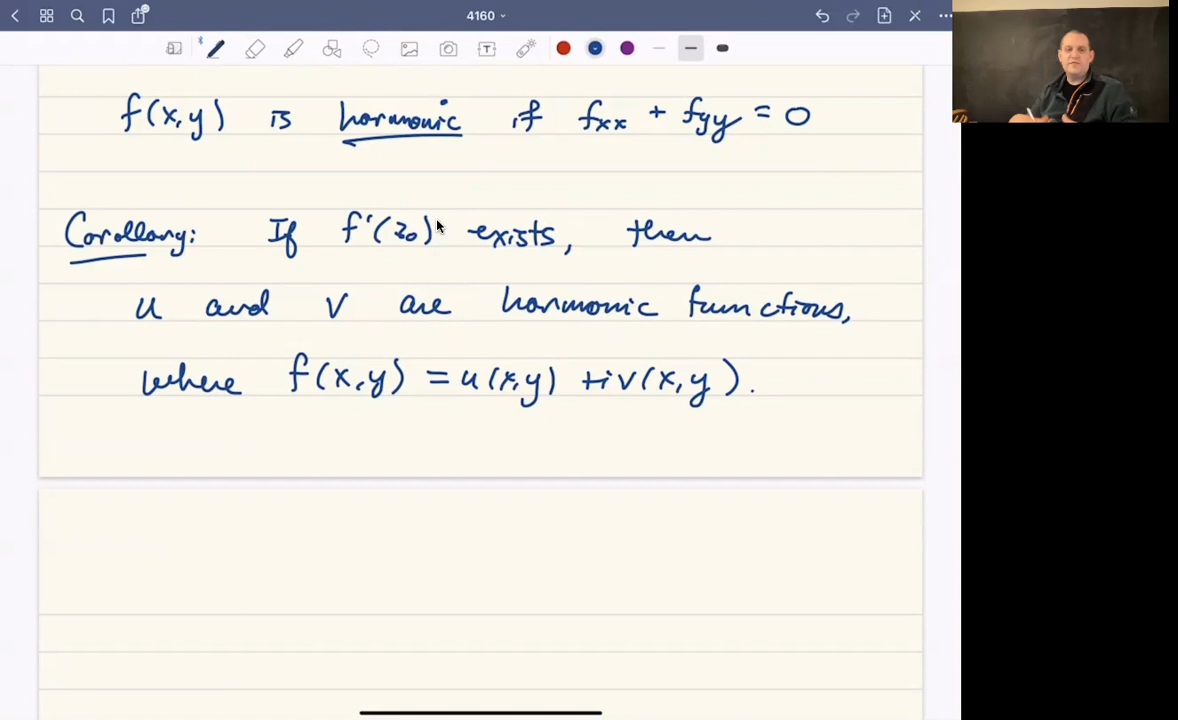 4160
f(x,y) is harmonic if fxx + fyy = 0
Corollary: If f'(z₀) exists, then
u and v are harmonic functions,
where f(x,y) = u(x,y) + iv(x,y).